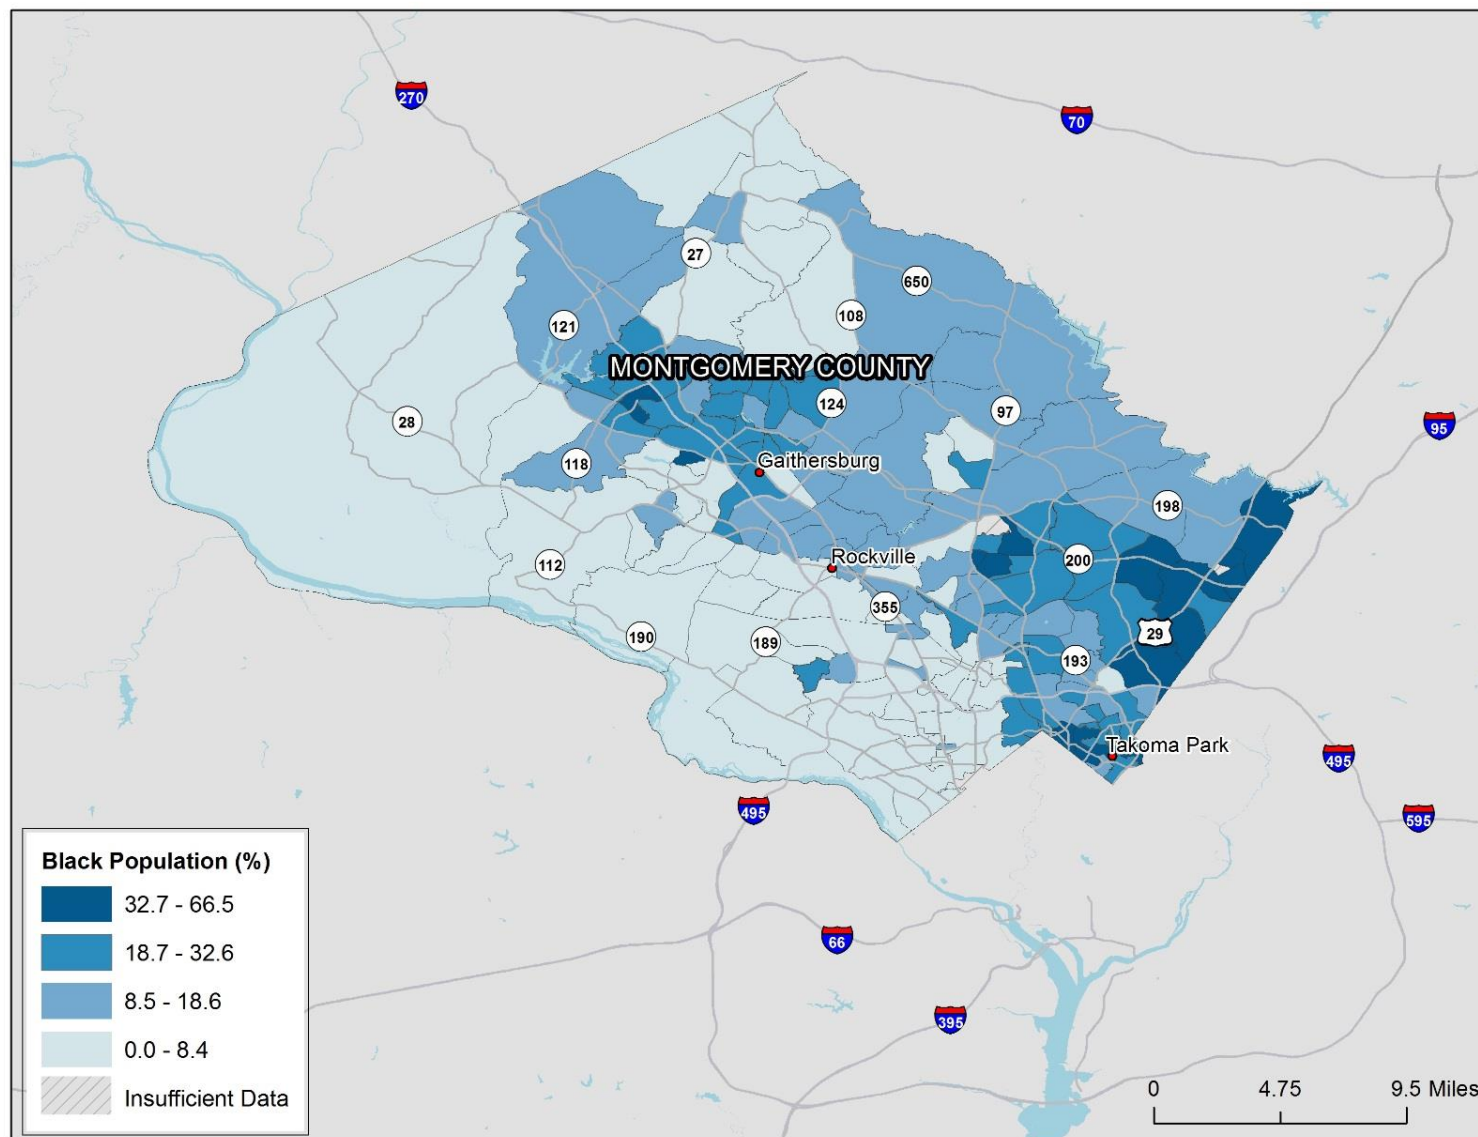 270
70
27
650
121
108
MONTGOMERY COUNTY
124
28
97
95
118
Gaithersburg
198
Rockville
200
112
355
29
190
189
193
Takoma Park
495
495
595
66
395
Black Population (%)
32.7 - 66.5
18.7 - 32.6
8.5 - 18.6
0.0 - 8.4
Insufficient Data
0 4.75 9.5 Miles